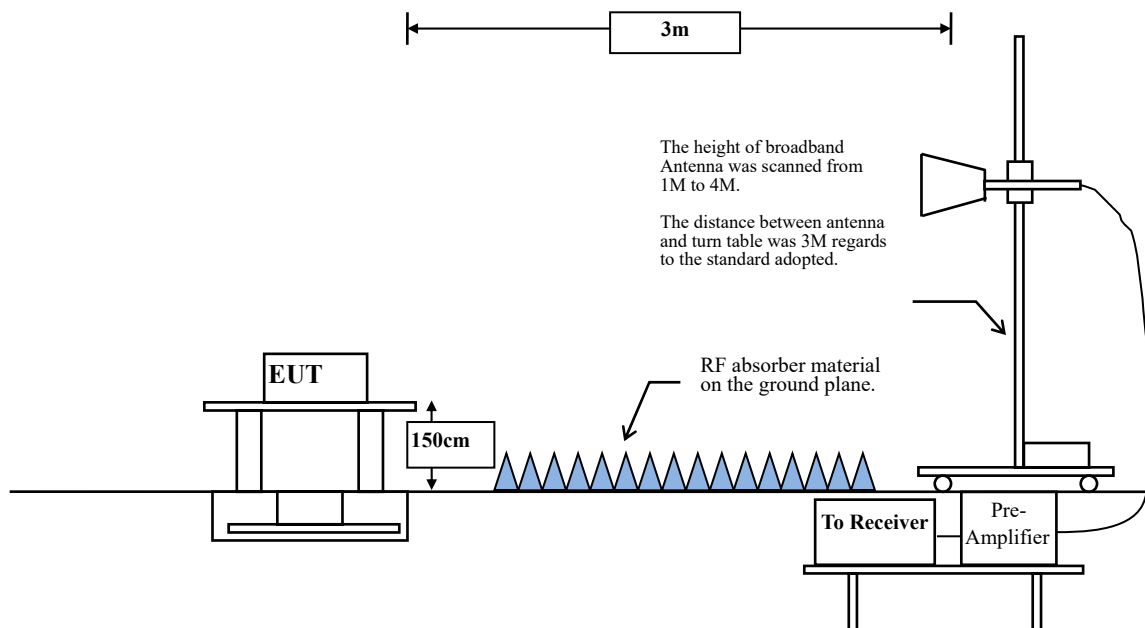 3m
The height of broadband
Antenna was scanned from
1M to 4M.
The distance between antenna
and turn table was 3M regards
to the standard adopted.
RF absorber material
on the ground plane.
EUT
150cm
To Receiver
Pre-
Amplifier